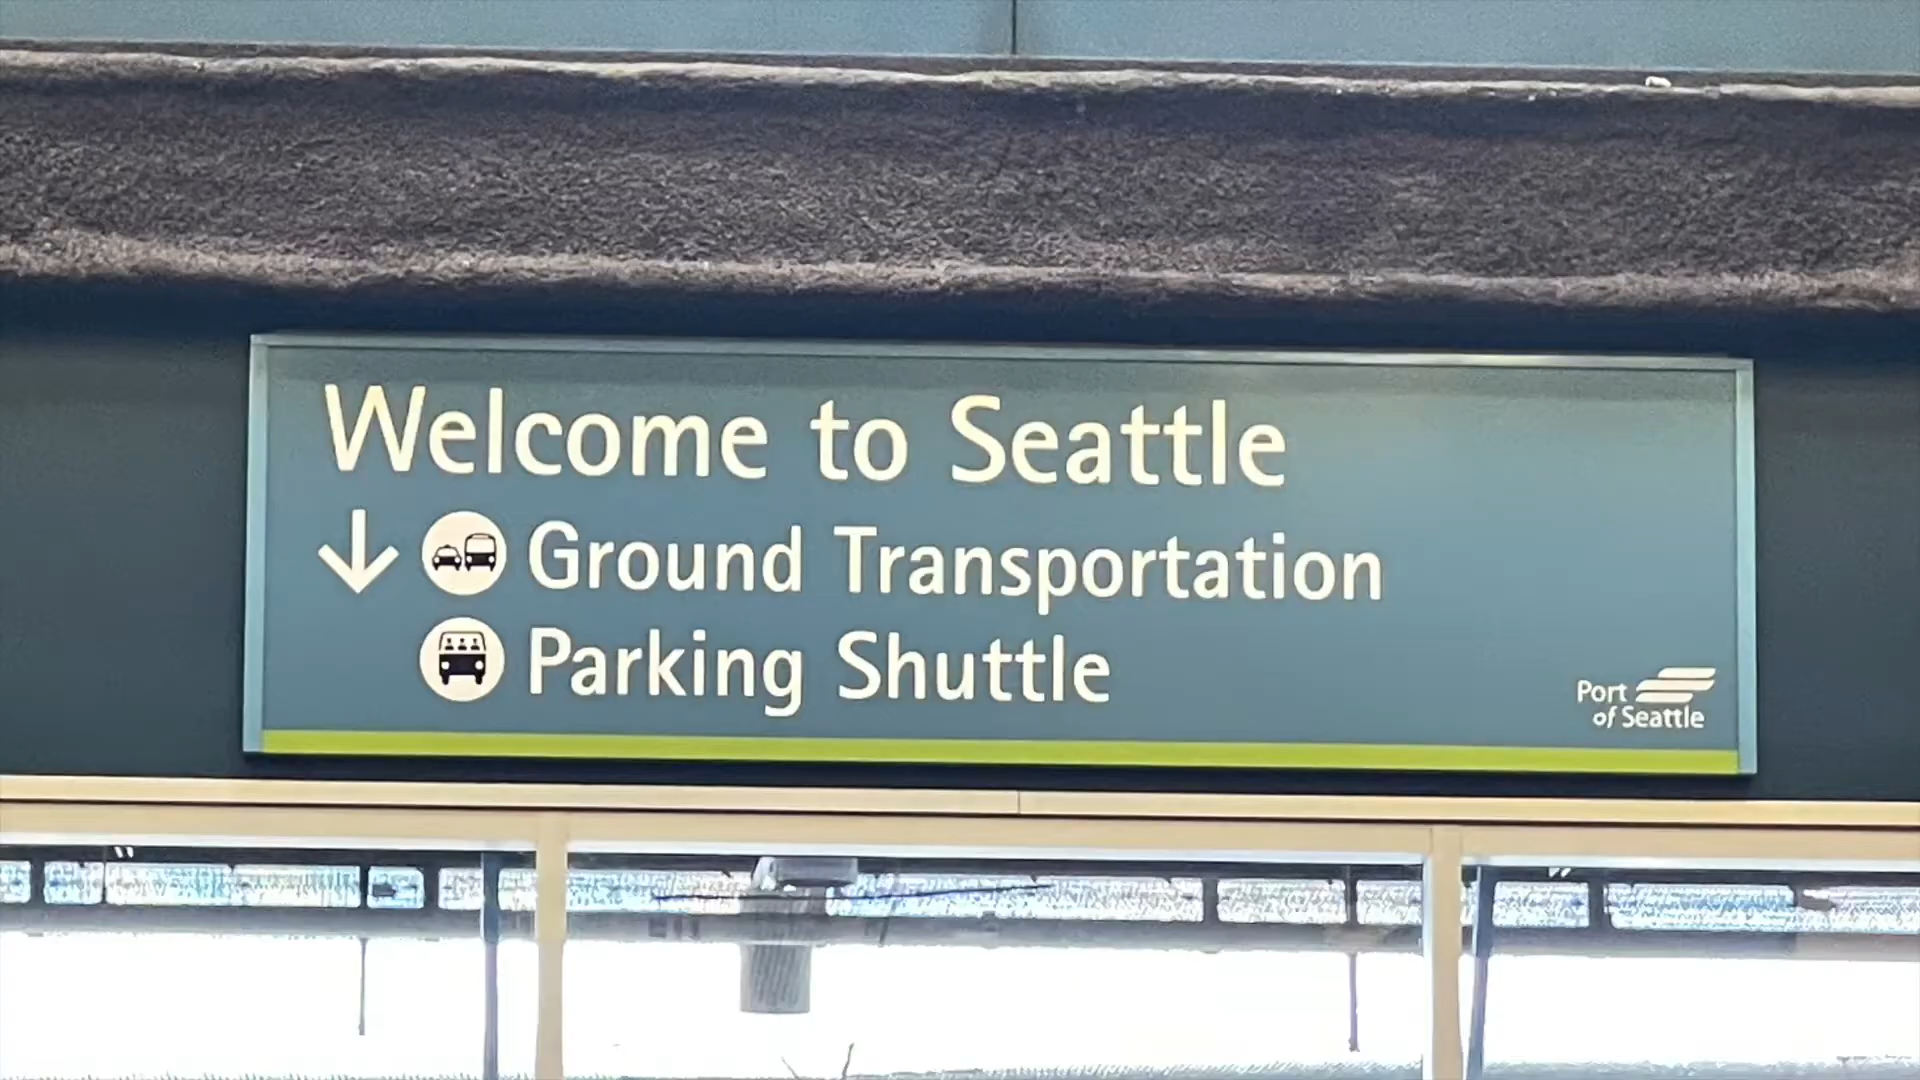 Welcome to Seattle
Ground Transportation
Parking Shuttle
Port
of Seattle